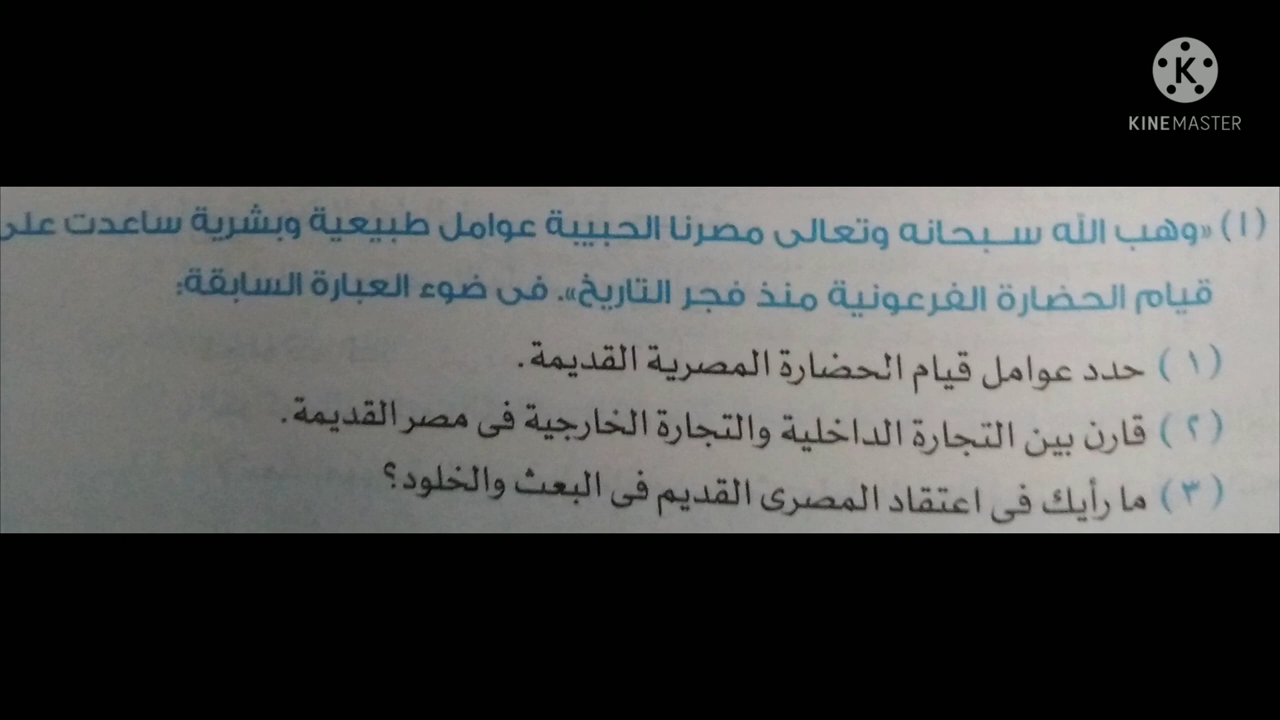 KINEMASTER
(١) «وهب الله سبحانه وتعالى مصرنا الحبيبة عوامل طبيعية وبشرية ساعدت على
قيام الحضارة الفرعونية منذ فجر التاريخ». فى ضوء العبارة السابقة:
(١) حدد عوامل قيام الحضارة المصرية القديمة.
(٢) قارن بين التجارة الداخلية والتجارة الخارجية فى مصر القديمة.
(٣) ما رأيك فى اعتقاد المصرى القديم فى البعث والخلود؟